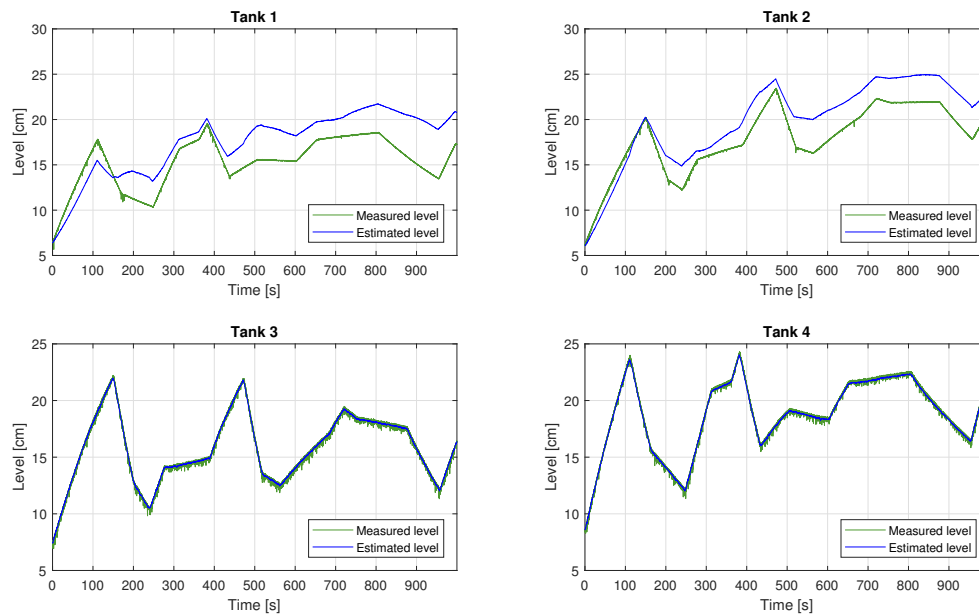 Tank 1
30
25
20
15
10
5
Level [cm]
Measured level
Estimated level
0 100 200 300 400 500 600 700 800 900
Time [s]
Tank 2
30
25
20
15
10
5
Level [cm]
Measured level
Estimated level
0 100 200 300 400 500 600 700 800 900
Time [s]
Tank 3
25
20
15
10
5
Level [cm]
Measured level
Estimated level
0 100 200 300 400 500 600 700 800 900
Time [s]
Tank 4
25
20
15
10
5
Level [cm]
Measured level
Estimated level
0 100 200 300 400 500 600 700 800 900
Time [s]